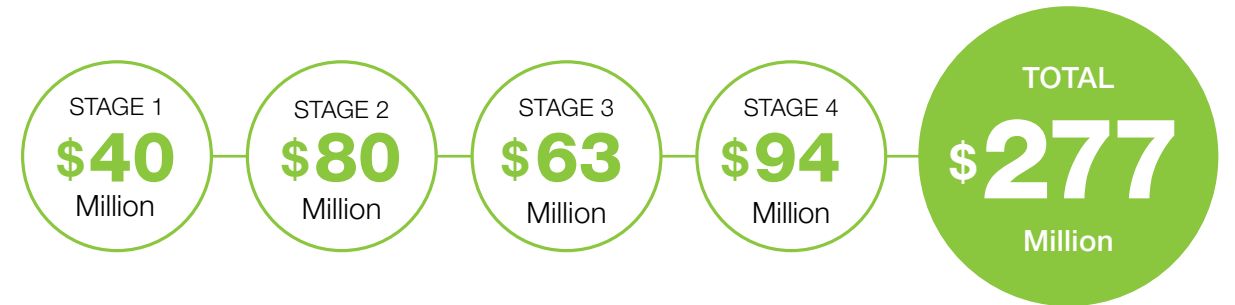 STAGE 1
$40
Million
STAGE 2
$80
Million
STAGE 3
$63
Million
STAGE 4
$94
Million
TOTAL
$277
Million